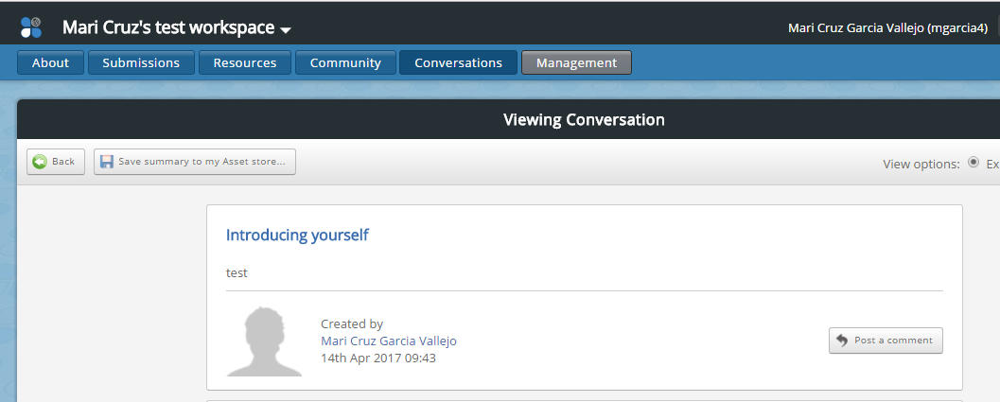 Mari Cruz's test workspace
Mari Cruz Garcia Vallejo (mgarcia4)
About Submissions Resources Community Conversations Management
Viewing Conversation
Back Save summary to my Asset store... View options: Ex
Introducing yourself
test
Created by
Mari Cruz Garcia Vallejo
14th Apr 2017 09:43
Post a comment